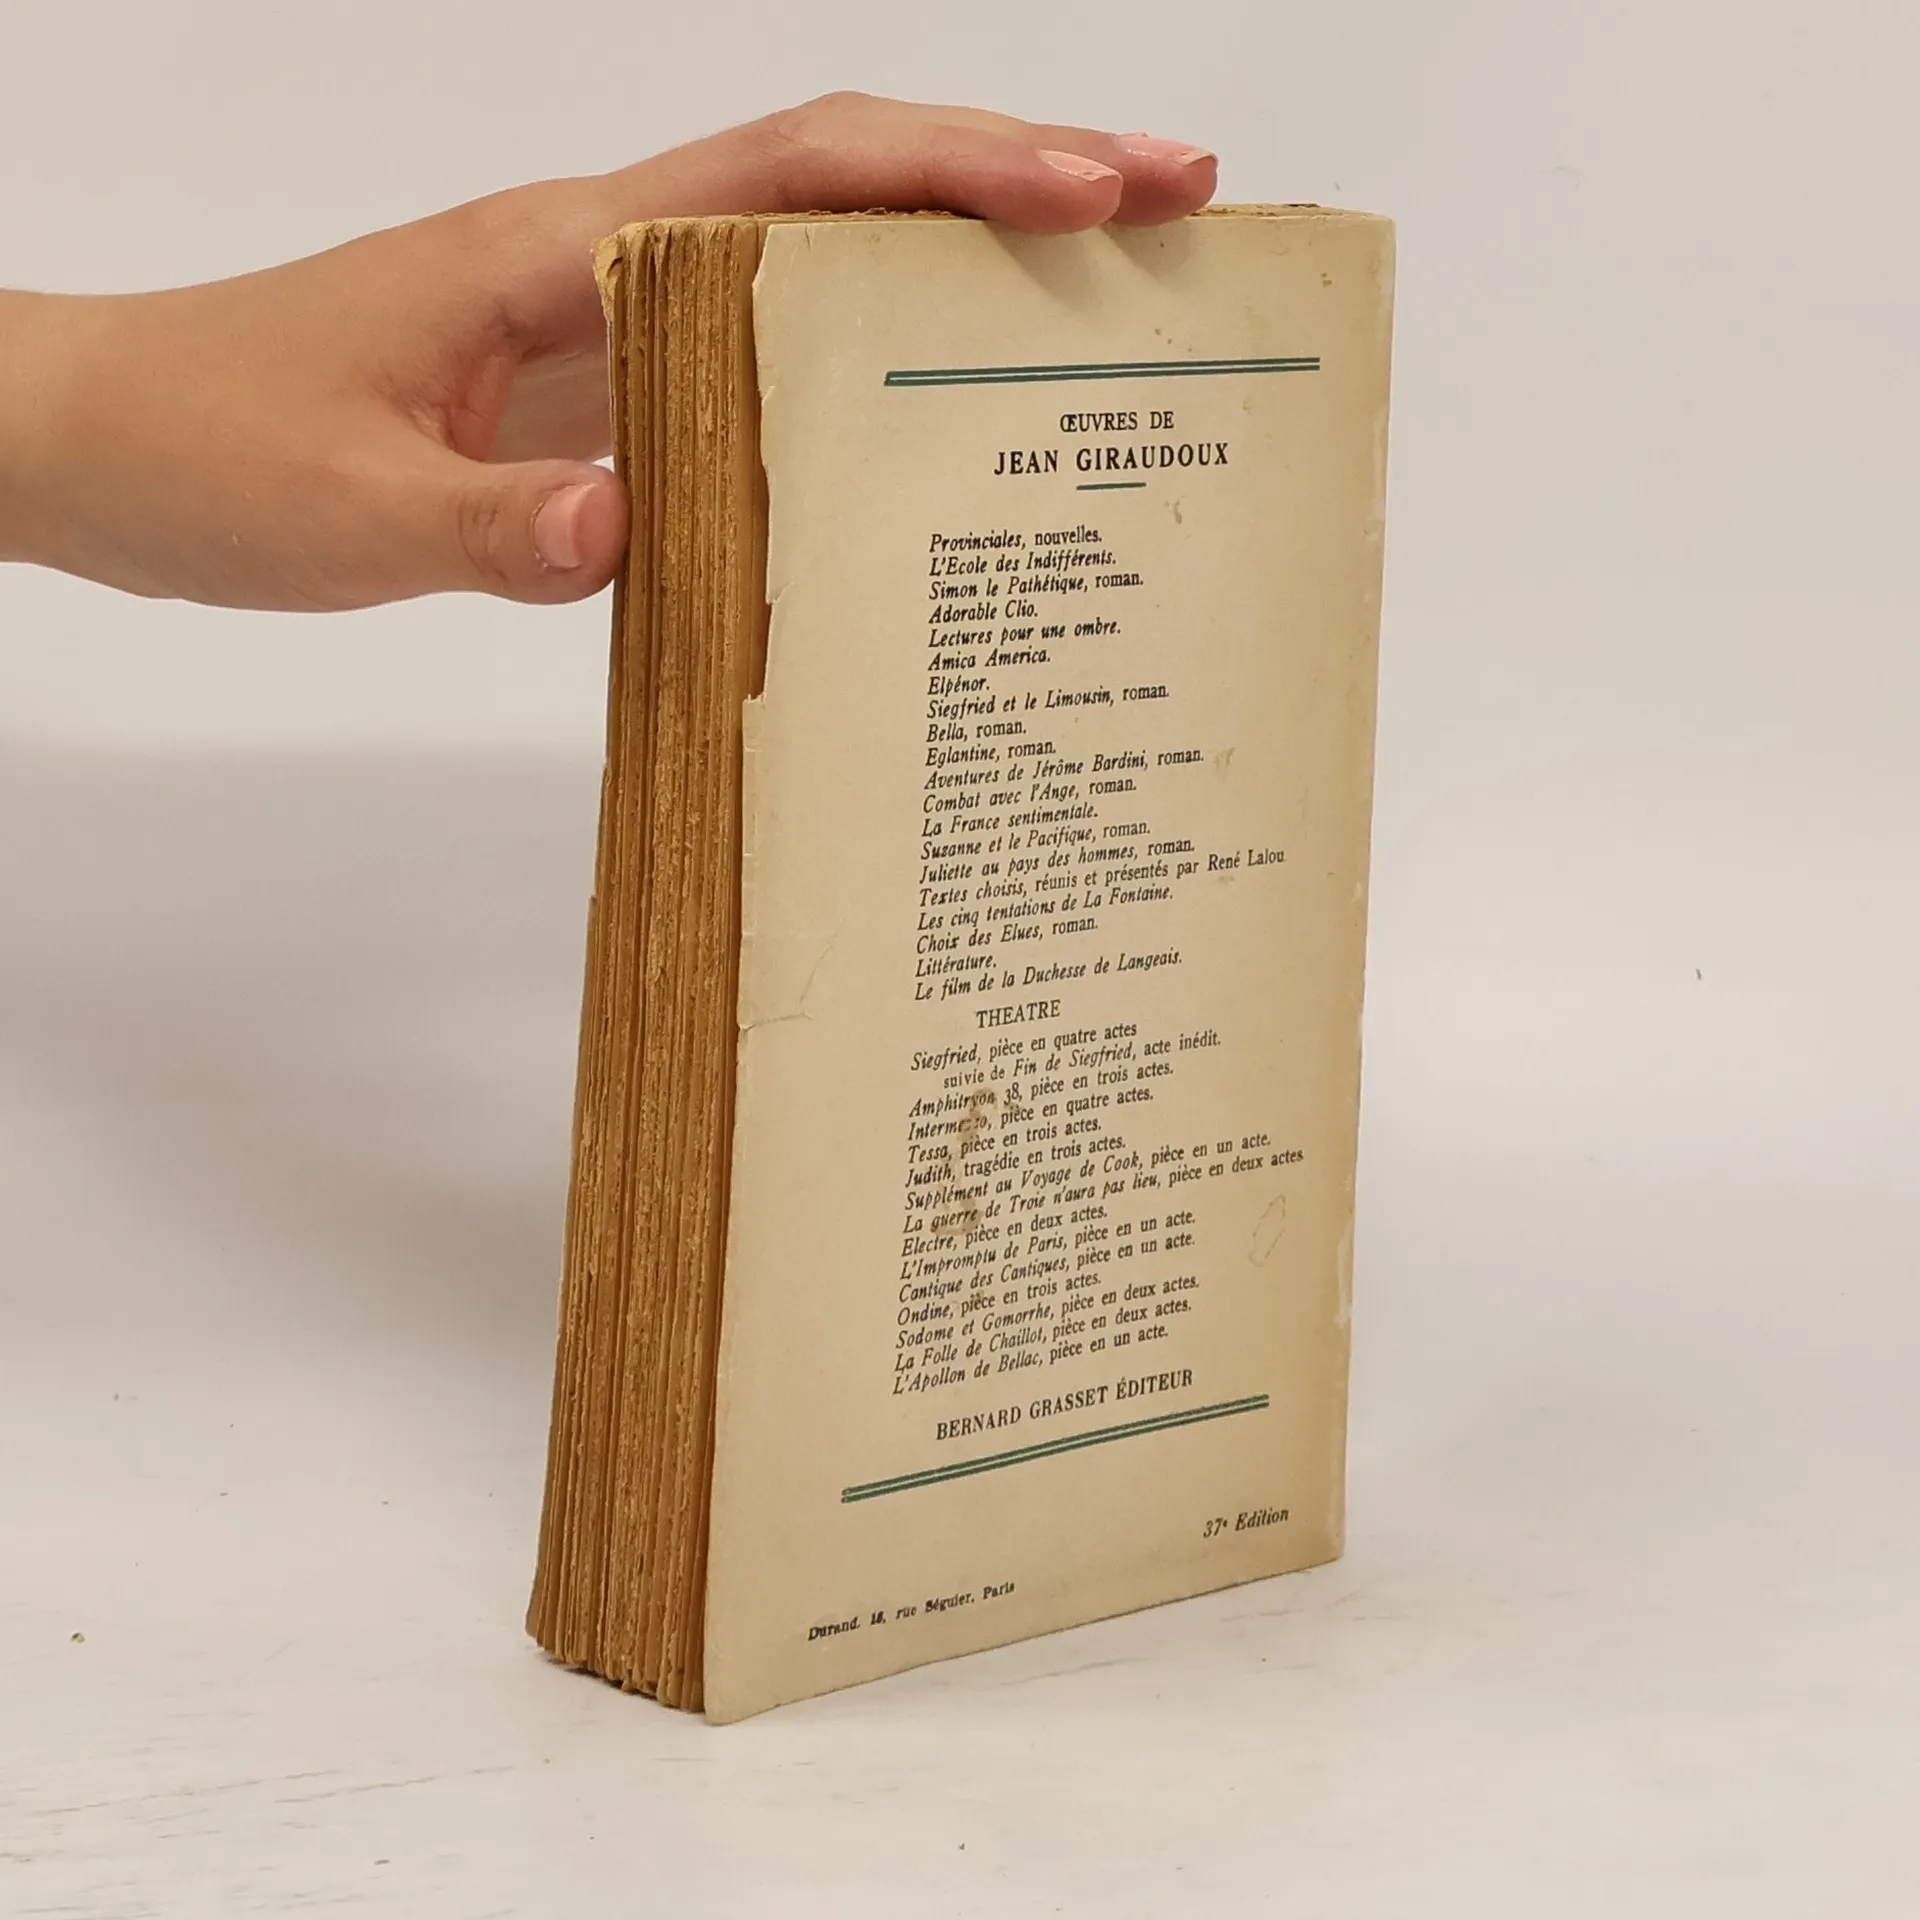 ŒUVRES DE
JEAN GIRAUDOUX
Provinciales, nouvelles.
L'Ecole des Indifférents.
Simon le Pathétique, roman.
Adorable Clio.
Lectures pour une ombre.
Amica America.
Elpénor.
Siegfried et le Limousin, roman.
Bella, roman.
Eglantine, roman.
Aventures de Jérôme Bardini, roman.
Combat avec l'Ange, roman.
La France sentimentale.
Suzanne et le Pacifique, roman.
Juliette au pays des hommes, roman.
Textes choisis, réunis et présentés par René Lalou
Les cinq tentations de La Fontaine.
Choix des Elues, roman.
Littérature.
Le film de la Duchesse de Langeais.
THEATRE
Siegfried, pièce en quatre actes
suivie de Fin de Siegfried, acte inédit.
Amphitryon 38, pièce en trois actes.
Intermezzo, pièce en quatre actes.
Tessa, pièce en trois actes.
Judith, tragédie en trois actes.
Supplément au Voyage de Cook, pièce en un acte.
La guerre de Troie n'aura pas lieu, pièce en deux actes
Electre, pièce en deux actes.
L'Impromptu de Paris, pièce en un acte.
Cantique des Cantiques, pièce en un acte.
Ondine, pièce en trois actes.
Sodome et Gomorrhe, pièce en deux actes.
La Folle de Chaillot, pièce en deux actes.
L'Apollon de Bellac, pièce en un acte.
BERNARD GRASSET ÉDITEUR
37e Edition
Durand, 18, rue Séguier, Paris